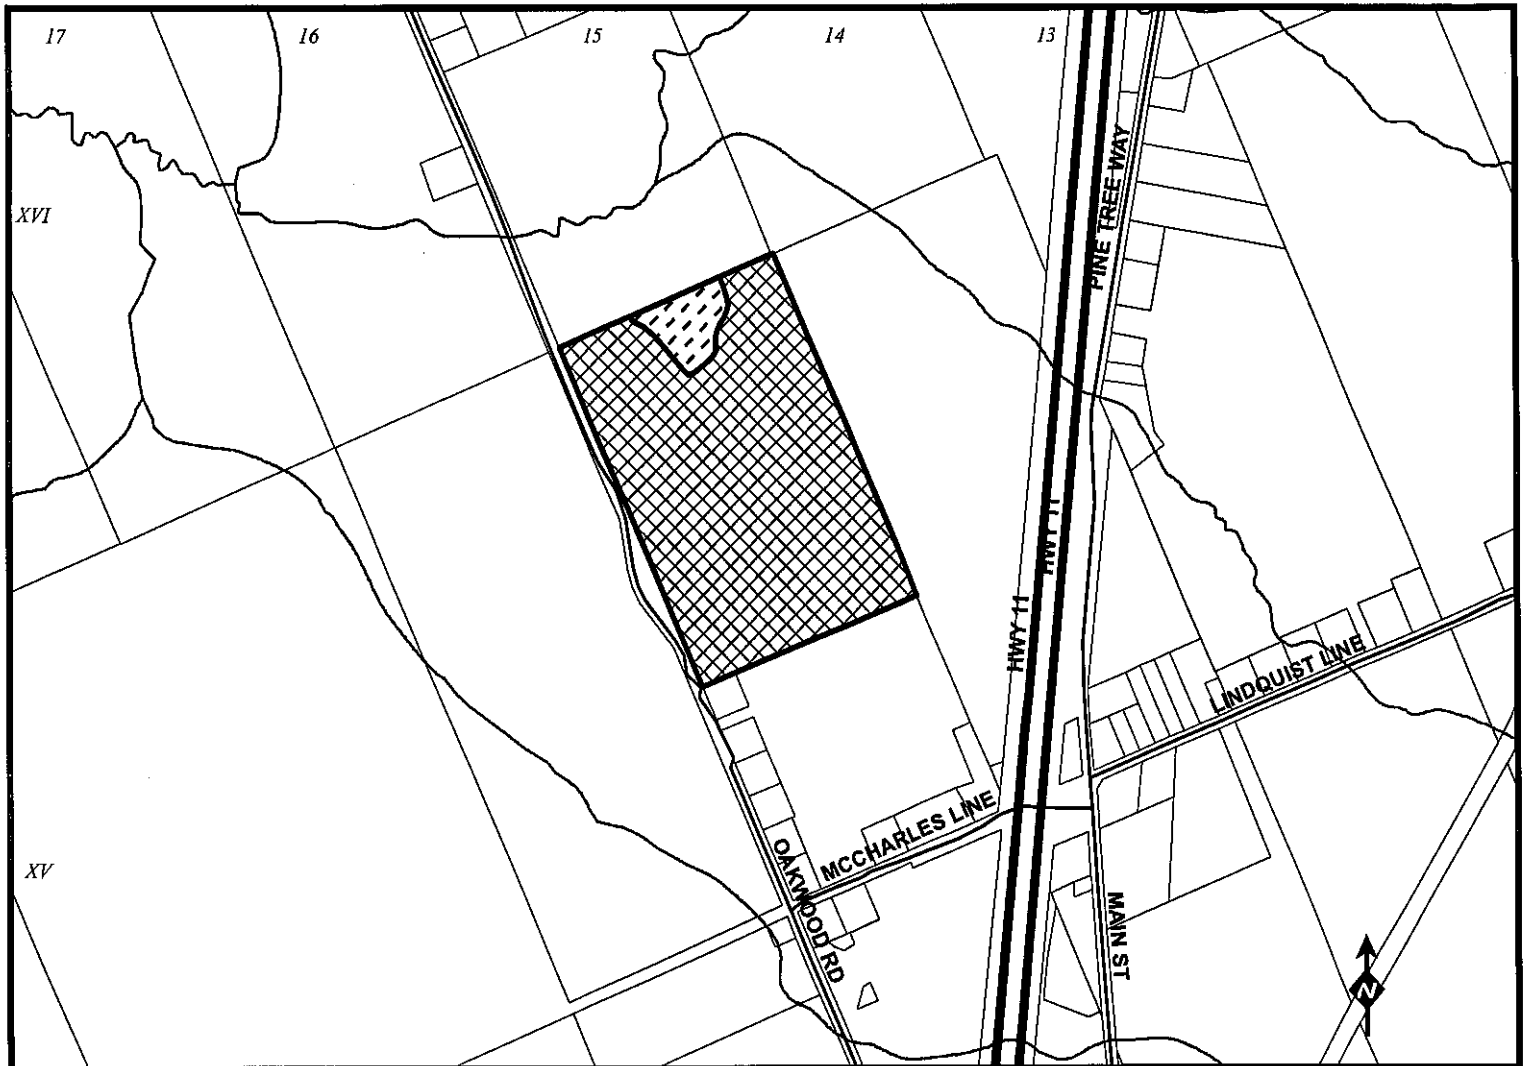 17
16
15
14
13
PINE TREE WAY
XVI
HWY 11
HWY 11
LINDQUIST LINE
MCCHARLES LINE
OAKWOOD RD
XV
MAIN ST
N